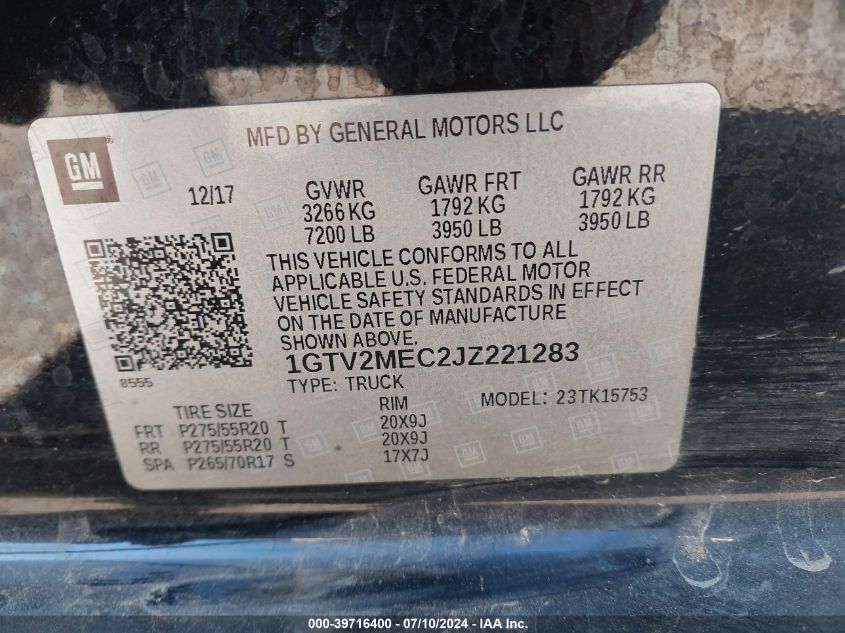 MFD BY GENERAL MOTORS LLC
GM
12/17
GVWR GAWR FRT GAWR RR
3266 KG 1792 KG 1792 KG
7200 LB 3950 LB 3950 LB
THIS VEHICLE CONFORMS TO ALL
APPLICABLE U.S. FEDERAL MOTOR
VEHICLE SAFETY STANDARDS IN EFFECT
ON THE DATE OF MANUFACTURE
SHOWN ABOVE.
1GTV2MEC2JZ221283
8555
TYPE: TRUCK
MODEL: 23TK15753
TIRE SIZE RIM
FRT P275/55R20 T 20X9J
RR P275/55R20 T 20X9J
SPA P265/70R17 S 17X7J
000-39716400 - 07/10/2024 - IAA Inc.